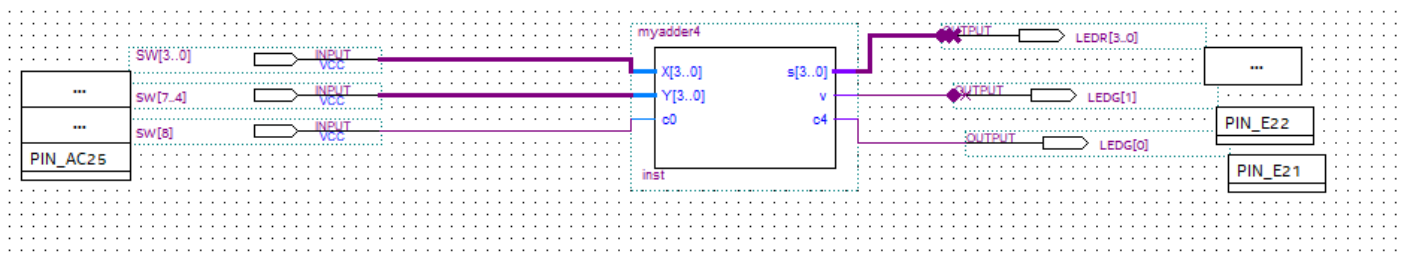 myadder4
OUTPUT
LEDR[3..0]
SW[3..0]
INPUT
VCC
...
X[3..0]
s[3..0]
...
SW[7..4]
INPUT
VCC
Y[3..0]
v
OUTPUT
LEDG[1]
...
SW[8]
INPUT
VCC
c0
c4
PIN_E22
OUTPUT
LEDG[0]
PIN_AC25
inst
PIN_E21